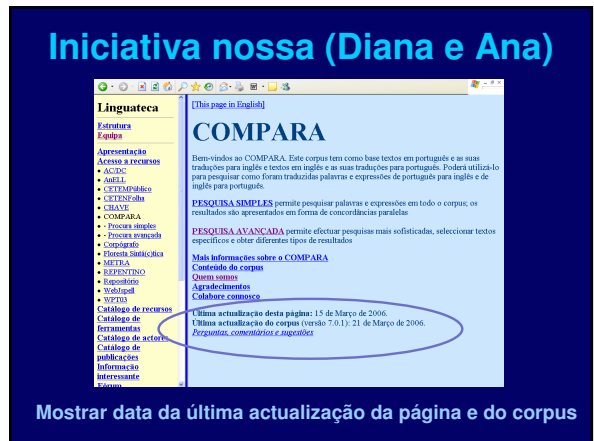 Iniciativa nossa (Diana e Ana)
Linguateca
Estrutura
Equipa
Apresentação
Acesso a recursos
• AC/DC
• AnELL
• CETEMPúblico
• CETENFolha
• CHAVE
• COMPARA
• - Procura simples
• - Procura avançada
• Corpógrafo
• Floresta Sintá(c)tica
• METRA
• REPENTINO
• Repositório
• WebJspell
• WPT03
Catálogo de recursos
Catálogo de
ferramentas
Catálogo de actores
Catálogo de
publicações
Informação
interessante
Fórum
[This page in English]
COMPARA
Bem-vindos ao COMPARA. Este corpus tem como base textos em português e as suas
traduções para inglês e textos em inglês e as suas traduções para português. Poderá utilizá-lo
para pesquisar como foram traduzidas palavras e expressões de português para inglês e de
inglês para português.
PESQUISA SIMPLES permite pesquisar palavras e expressões em todo o corpus; os
resultados são apresentados em forma de concordâncias paralelas
PESQUISA AVANÇADA permite efectuar pesquisas mais sofisticadas, seleccionar textos
específicos e obter diferentes tipos de resultados
Mais informações sobre o COMPARA
Conteúdo do corpus
Quem somos
Agradecimentos
Colabore connosco
Última actualização desta página: 15 de Março de 2006.
Última actualização do corpus (versão 7.0.1): 21 de Março de 2006.
Perguntas, comentários e sugestões
Mostrar data da última actualização da página e do corpus